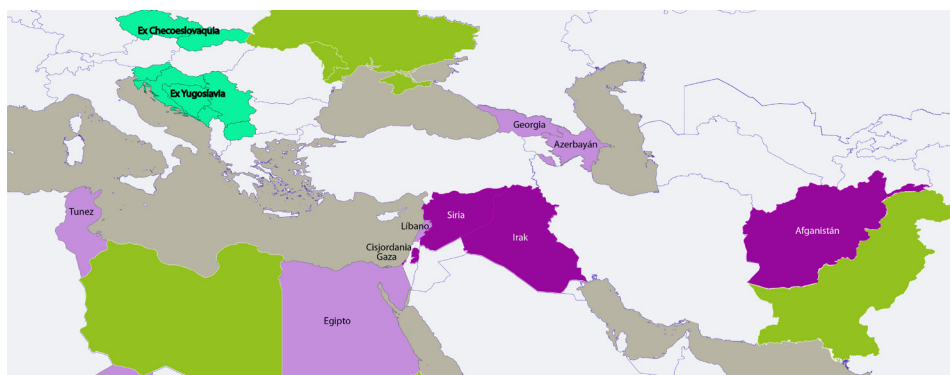 Ex Checoeslovaquia
Ex Yugoslavia
Georgia
Azerbayán
Tunez
Siria
Líbano
Irak
Cisjordania
Gaza
Afganistán
Egipto